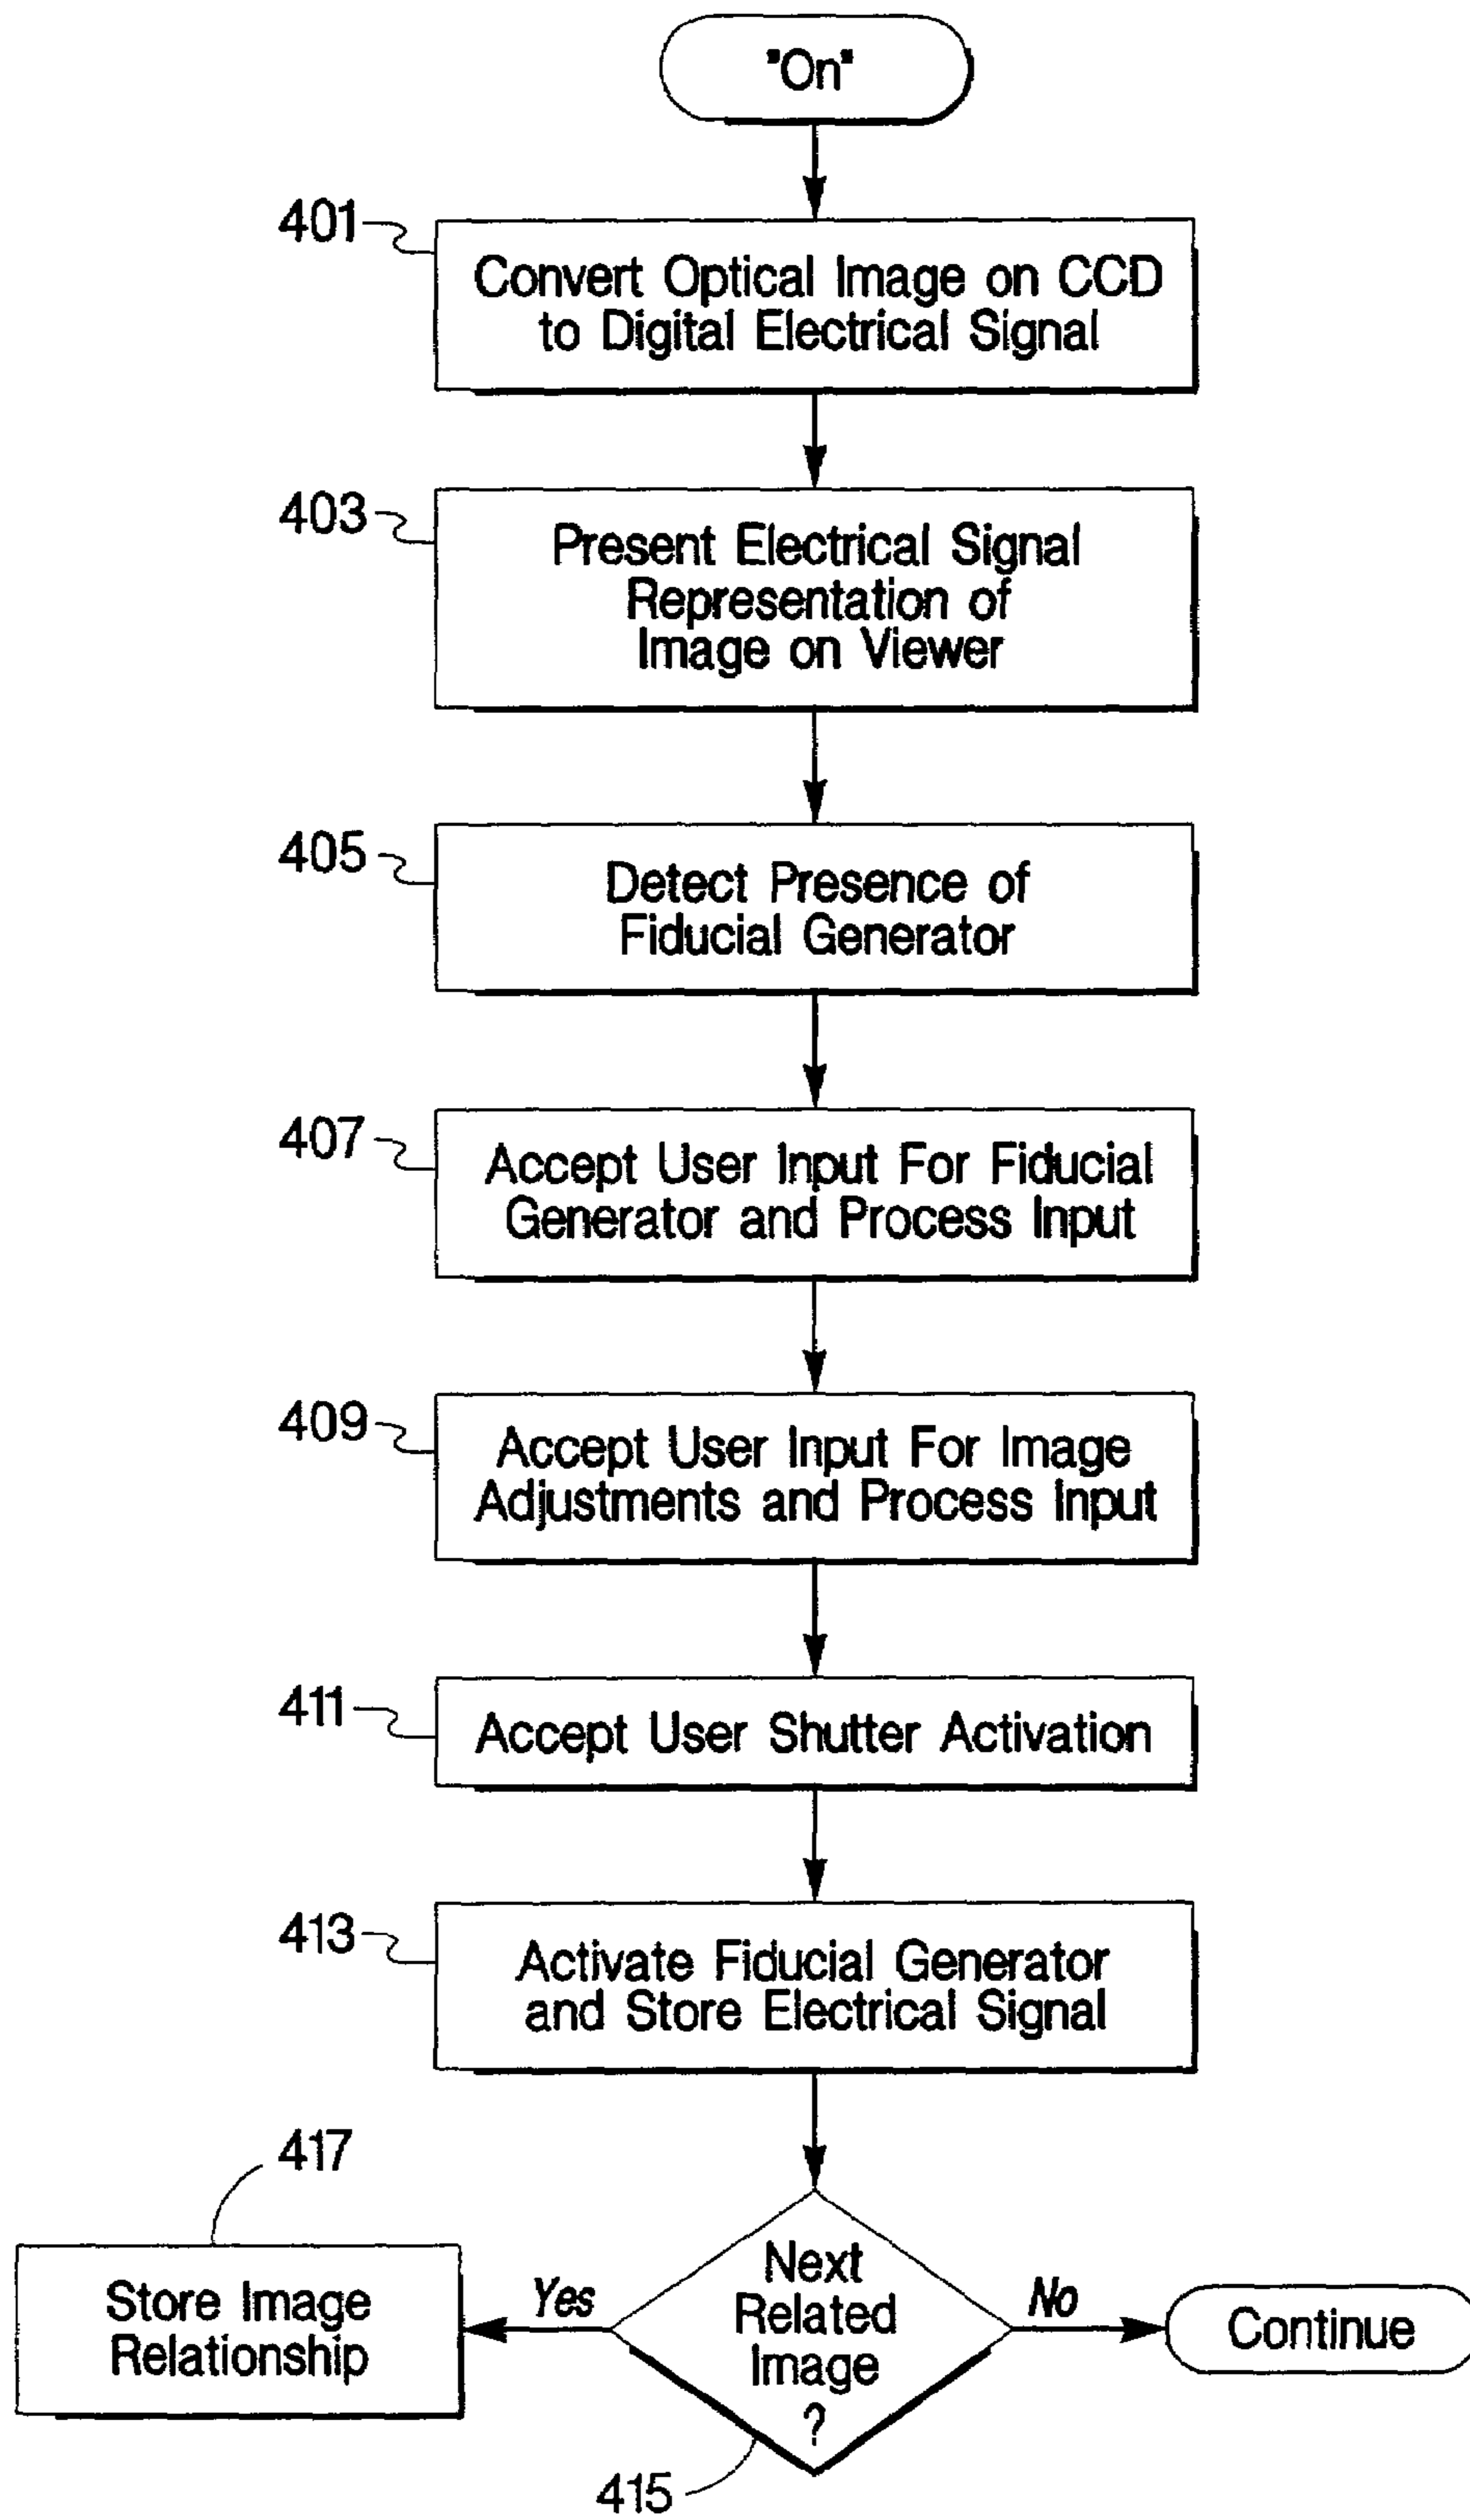 "On"
401
Convert Optical Image on CCD
to Digital Electrical Signal
403
Present Electrical Signal
Representation of
Image on Viewer
405
Detect Presence of
Fiducial Generator
407
Accept User Input For Fiducial
Generator and Process Input
409
Accept User Input For Image
Adjustments and Process Input
411
Accept User Shutter Activation
413
Activate Fiducial Generator
and Store Electrical Signal
417
Store Image
Relationship
Yes
Next
Related
Image
?
No
Continue
415